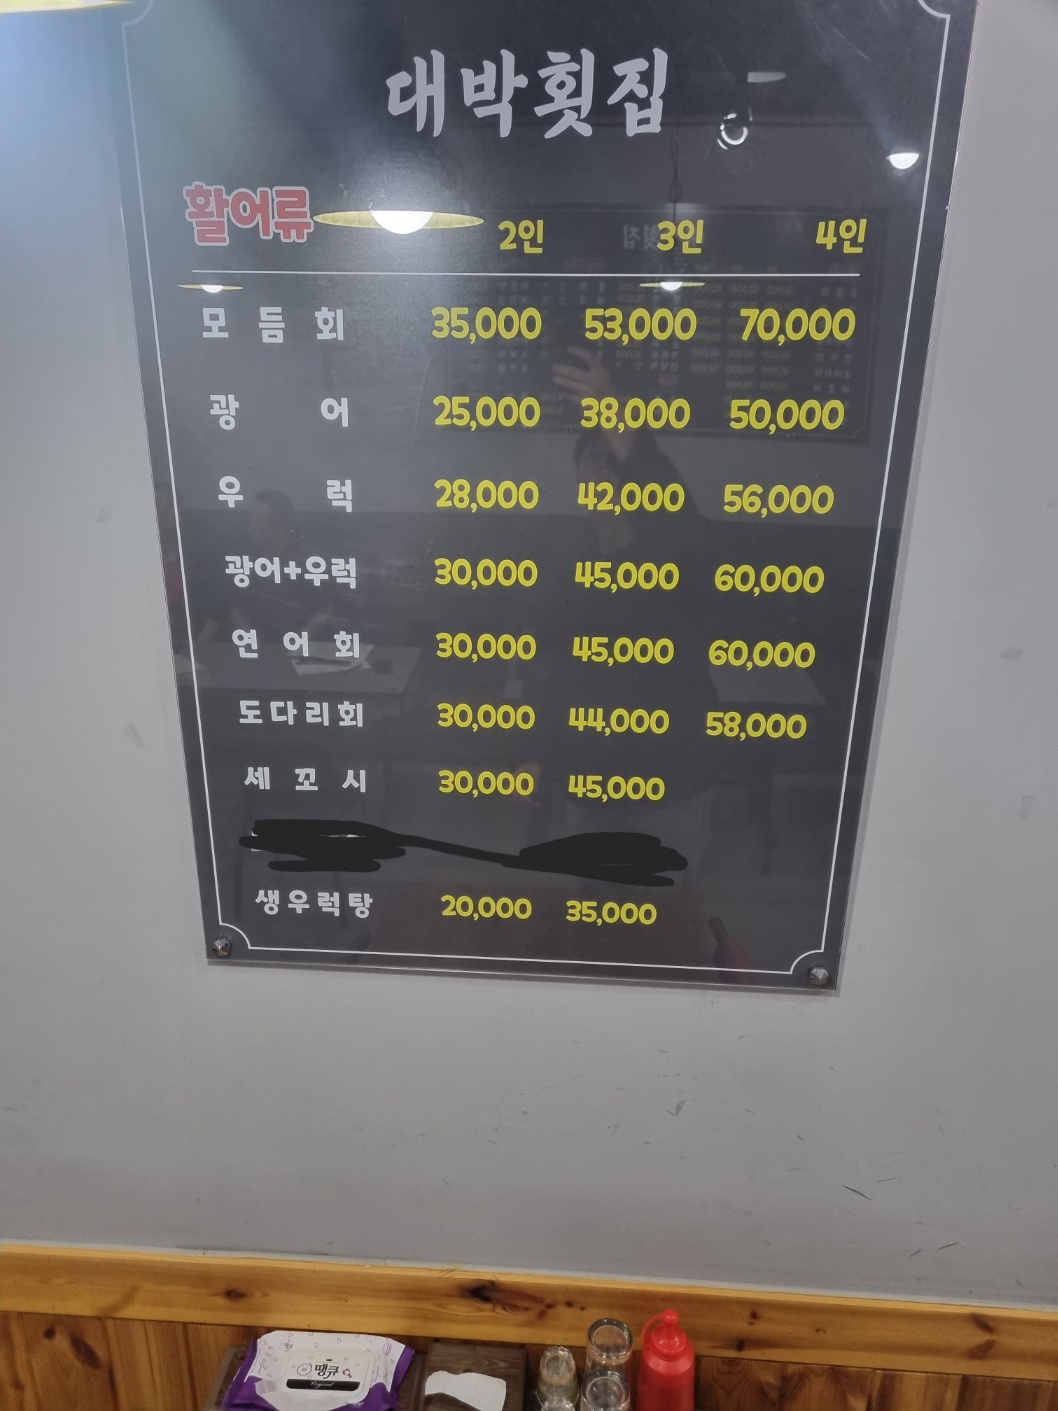 대박횟집
활어류 2인 3인 4인
모듬회 35,000 53,000 70,000
광어 25,000 38,000 50,000
우럭 28,000 42,000 56,000
광어+우럭 30,000 45,000 60,000
연어회 30,000 45,000 60,000
도다리회 30,000 44,000 58,000
세꼬시 30,000 45,000
생우럭탕 20,000 35,000
땡큐
Original